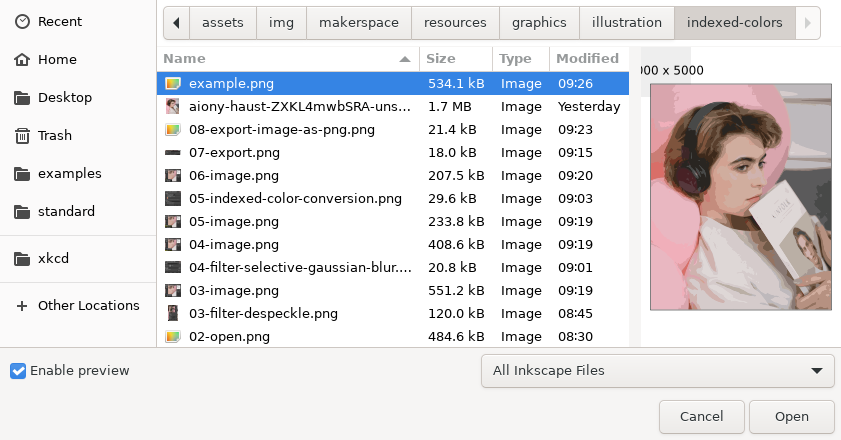 Recent
Home
Desktop
Trash
examples
standard
xkcd
Other Locations
assets img makerspace resources graphics illustration indexed-colors
Name Size Type Modified
example.png 534.1 kB Image 09:26
aiony-haust-ZXKL4mwbSRA-uns... 1.7 MB Image Yesterday
08-export-image-as-png.png 21.4 kB Image 09:23
07-export.png 18.0 kB Image 09:15
06-image.png 207.5 kB Image 09:20
05-indexed-color-conversion.png 29.6 kB Image 09:03
05-image.png 233.8 kB Image 09:19
04-image.png 408.6 kB Image 09:19
04-filter-selective-gaussian-blur.... 20.8 kB Image 09:01
03-image.png 551.2 kB Image 09:19
03-filter-despeckle.png 120.0 kB Image 08:45
02-open.png 484.6 kB Image 08:30
00 x 5000
Enable preview
All Inkscape Files
Cancel Open